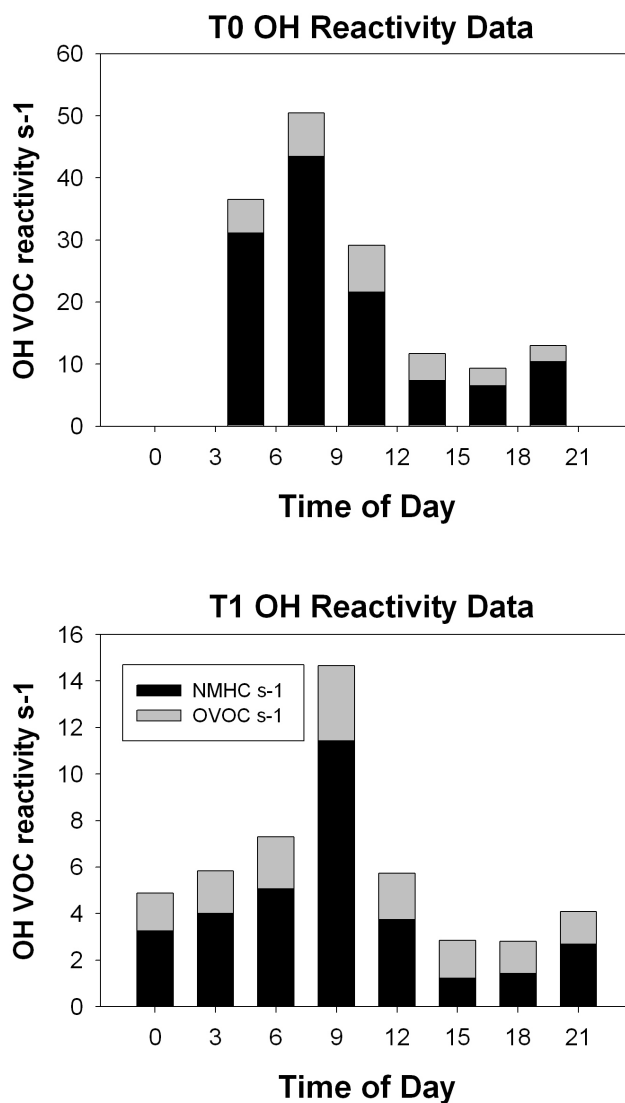 T0 OH Reactivity Data
60
50
40
30
20
10
0
OH VOC reactivity s-1
0 3 6 9 12 15 18 21
Time of Day
T1 OH Reactivity Data
16
14
12
10
8
6
4
2
0
OH VOC reactivity s-1
NMHC s-1
OVOC s-1
0 3 6 9 12 15 18 21
Time of Day